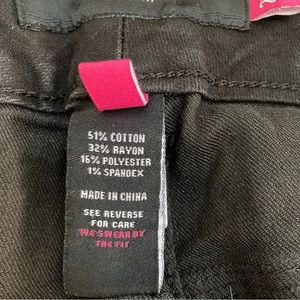 51% COTTON
32% RAYON
16% POLYESTER
1% SPANDEX
MADE IN CHINA
SEE REVERSE
FOR CARE
WE SWEAR BY
THE FIT